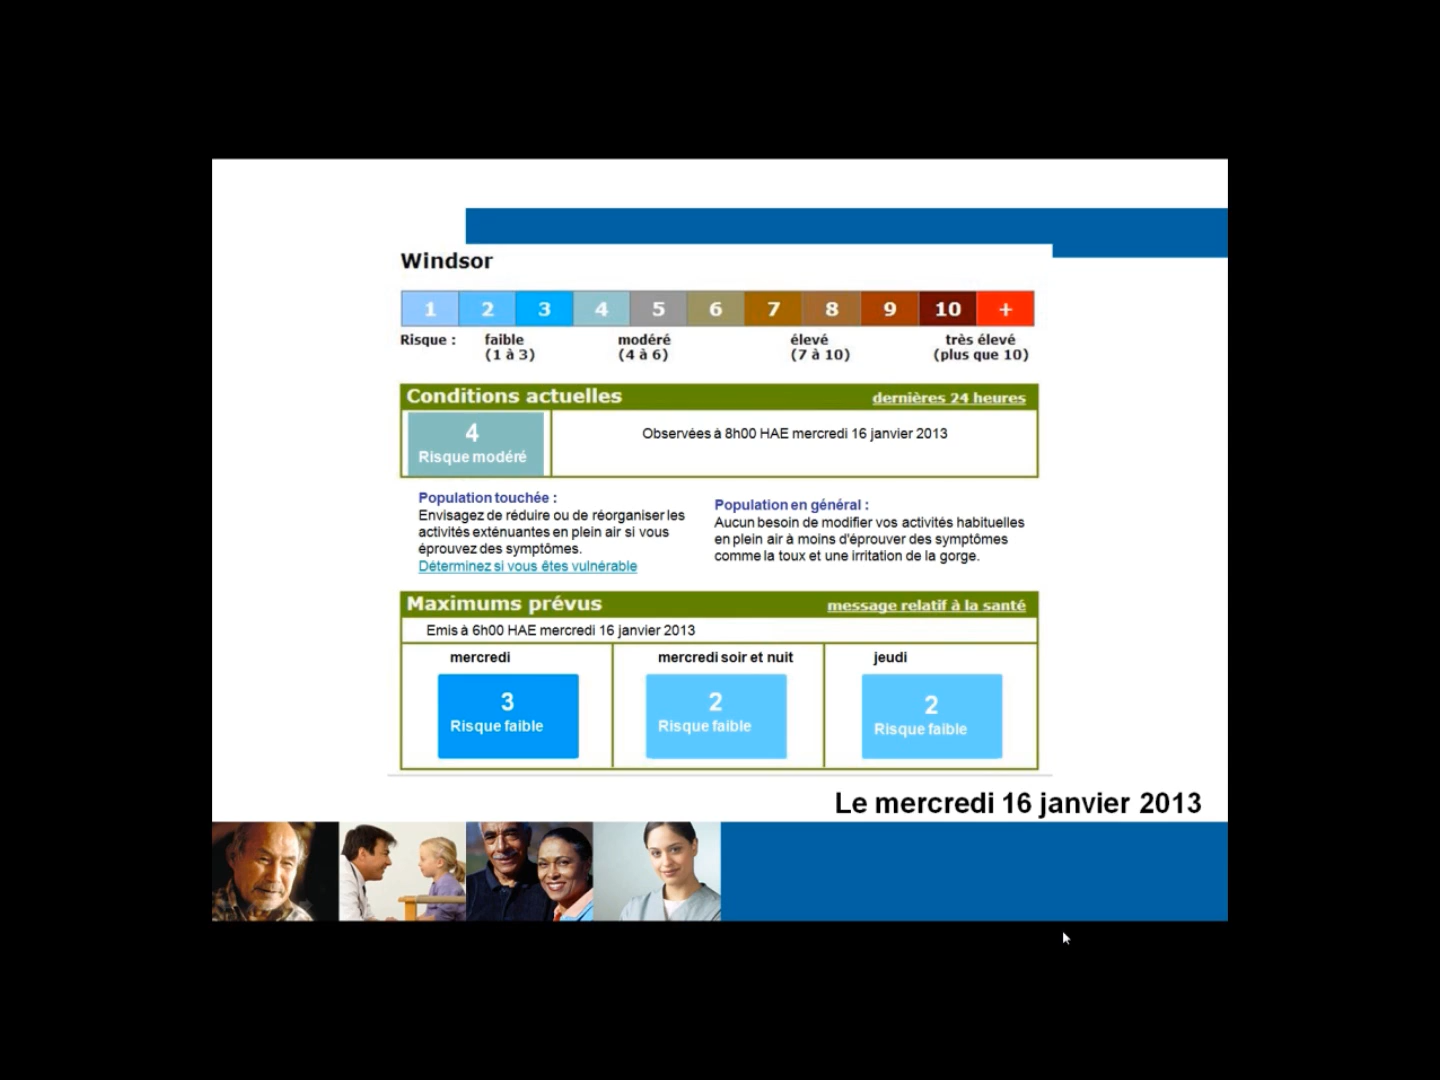 Windsor
1 2 3 4 5 6 7 8 9 10 +
Risque : faible modéré élevé très élevé
(1 à 3) (4 à 6) (7 à 10) (plus que 10)
Conditions actuelles dernières 24 heures
4
Risque modéré
Observées à 8h00 HAE mercredi 16 janvier 2013
Population touchée :
Envisagez de réduire ou de réorganiser les
activités exténuantes en plein air si vous
éprouvez des symptômes.
Déterminez si vous êtes vulnérable
Population en général :
Aucun besoin de modifier vos activités habituelles
en plein air à moins d'éprouver des symptômes
comme la toux et une irritation de la gorge.
Maximums prévus message relatif à la santé
Emis à 6h00 HAE mercredi 16 janvier 2013
mercredi mercredi soir et nuit jeudi
3 2 2
Risque faible Risque faible Risque faible
Le mercredi 16 janvier 2013